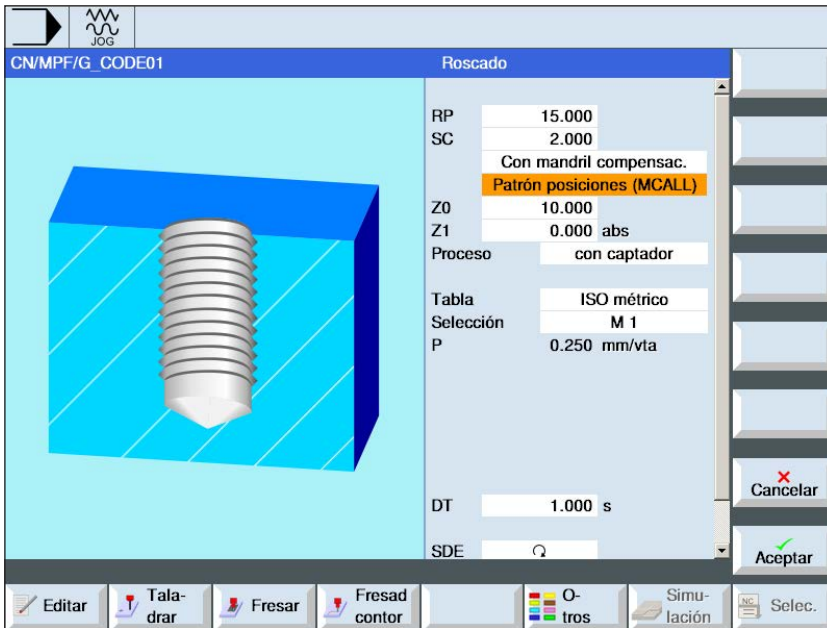 JOG
CN/MPF/G_CODE01
Roscado
RP 15.000
SC 2.000
Con mandril compensac.
Patrón posiciones (MCALL)
Z0 10.000
Z1 0.000 abs
Proceso con captador
Tabla ISO métrico
Selección M 1
P 0.250 mm/vta
DT 1.000 s
SDE
Cancelar
Aceptar
Editar
Tala-
drar
Fresar
Fresad
contor
O-
tros
Simu-
lación
NC
Selec.